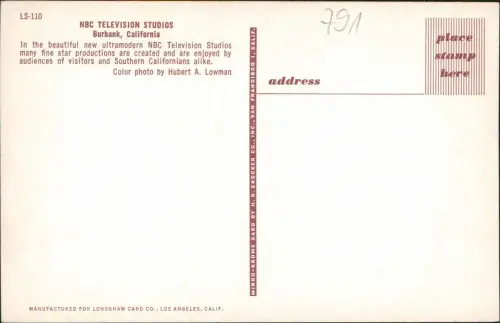 LS-110
NBC TELEVISION STUDIOS
Burbank, California
In the beautiful new ultramodern NBC Television Studios
many fine star productions are created and are enjoyed by
audiences of visitors and Southern Californians alike.
Color photo by Hubert A. Lowman
MANUFACTURED FOR LONGSHAW CARD CO., LOS ANGELES, CALIF.
MIRRO-KROME CARD BY H. S. CROCKER CO., INC., SAN FRANCISCO 1, CALIF.
791
address
place
stamp
here